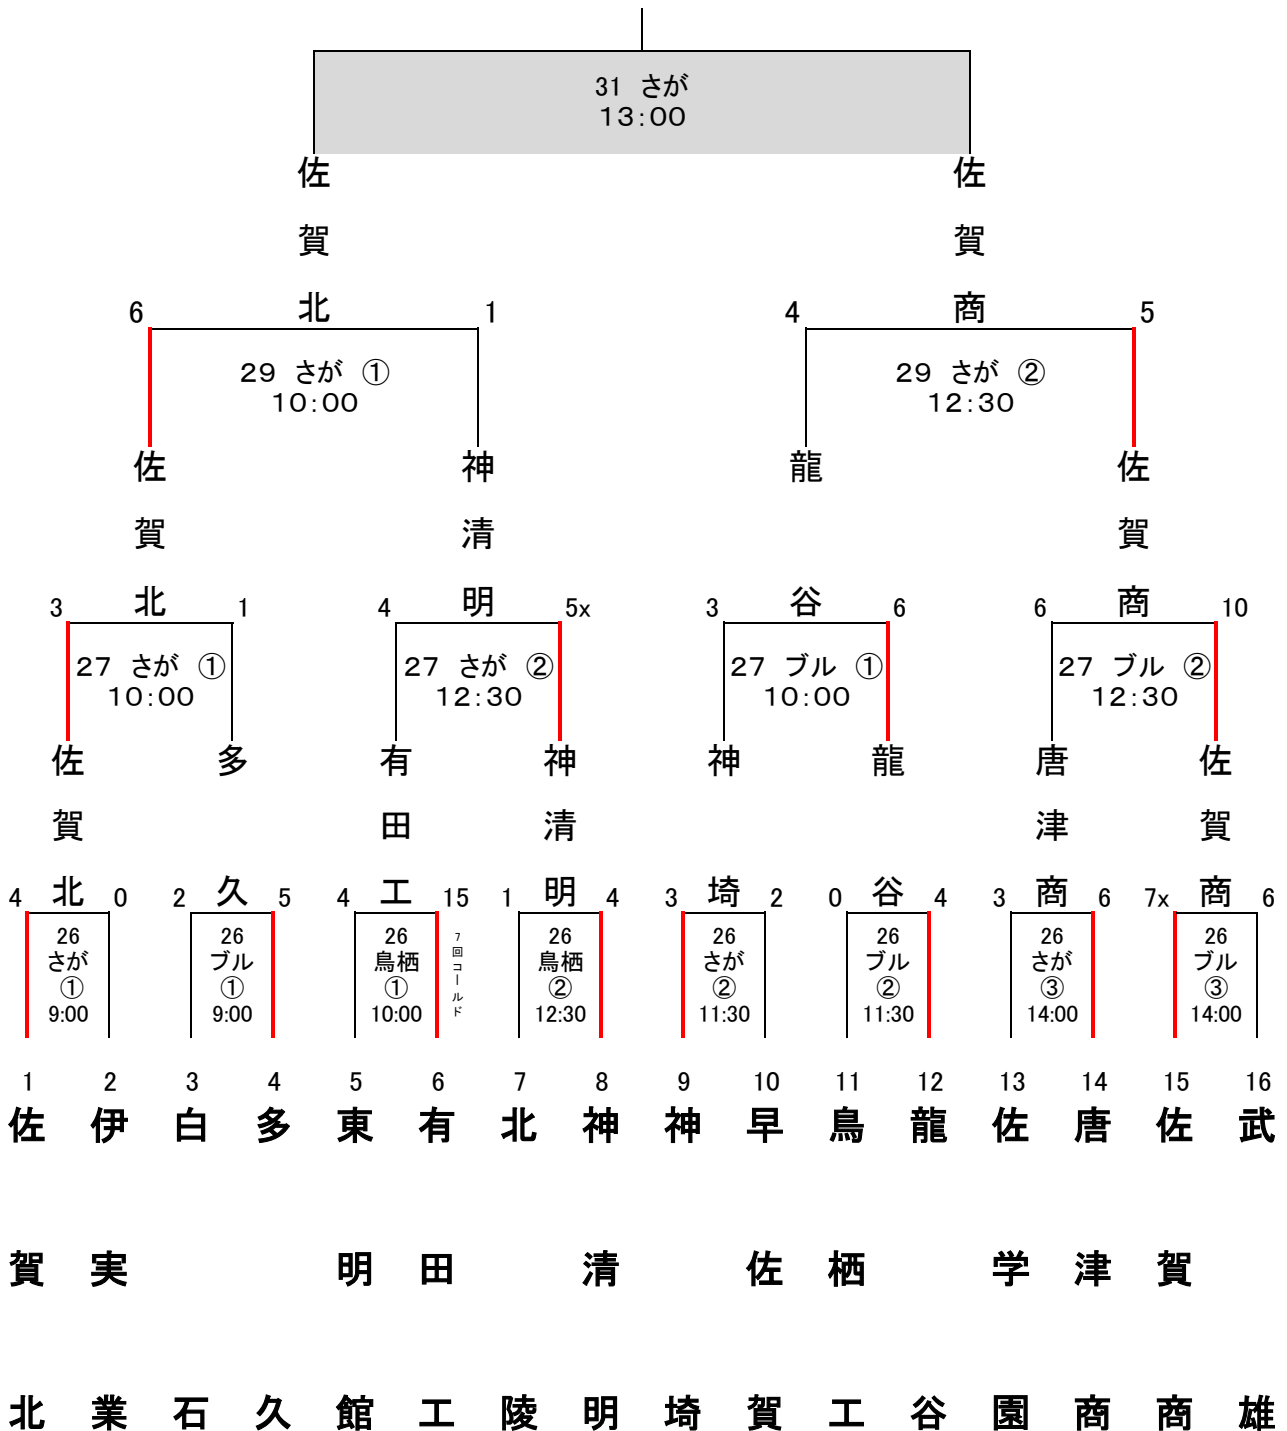 31 さが
13:00
佐賀北
佐賀商
6 1
4 5
29 さが ①
10:00
29 さが ②
12:30
佐賀北
神清明
龍谷
佐賀商
3 1
4 5x
3 6
6 10
27 さが ①
10:00
27 さが ②
12:30
27 ブル ①
10:00
27 ブル ②
12:30
佐賀北
多久
有田工
神清明
神埼
龍谷
唐津商
佐賀商
4 0
2 5
4 15
1 4
3 2
0 4
3 6
7x 6
26
さが
①
9:00
26
ブル
①
9:00
26
鳥栖
①
10:00
7回コールド
26
鳥栖
②
12:30
26
さが
②
11:30
26
ブル
②
11:30
26
さが
③
14:00
26
ブル
③
14:00
1 2 3 4 5 6 7 8 9 10 11 12 13 14 15 16
佐賀北
伊実業
白石
多久
東明館
有田工
北陵
神清明
神埼
早佐賀
鳥栖工
龍谷
佐学園
唐津商
佐賀商
武雄